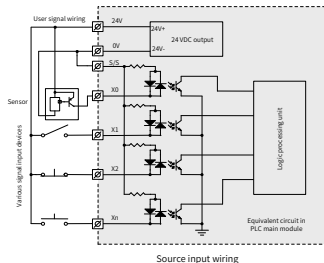 User signal wiring
24V
24V+
24 VDC output
0V
24V-
S/S
Sensor
X0
X1
X2
Xn
Various signal input devices
Logic processing unit
Equivalent circuit in
PLC main module
Source input wiring